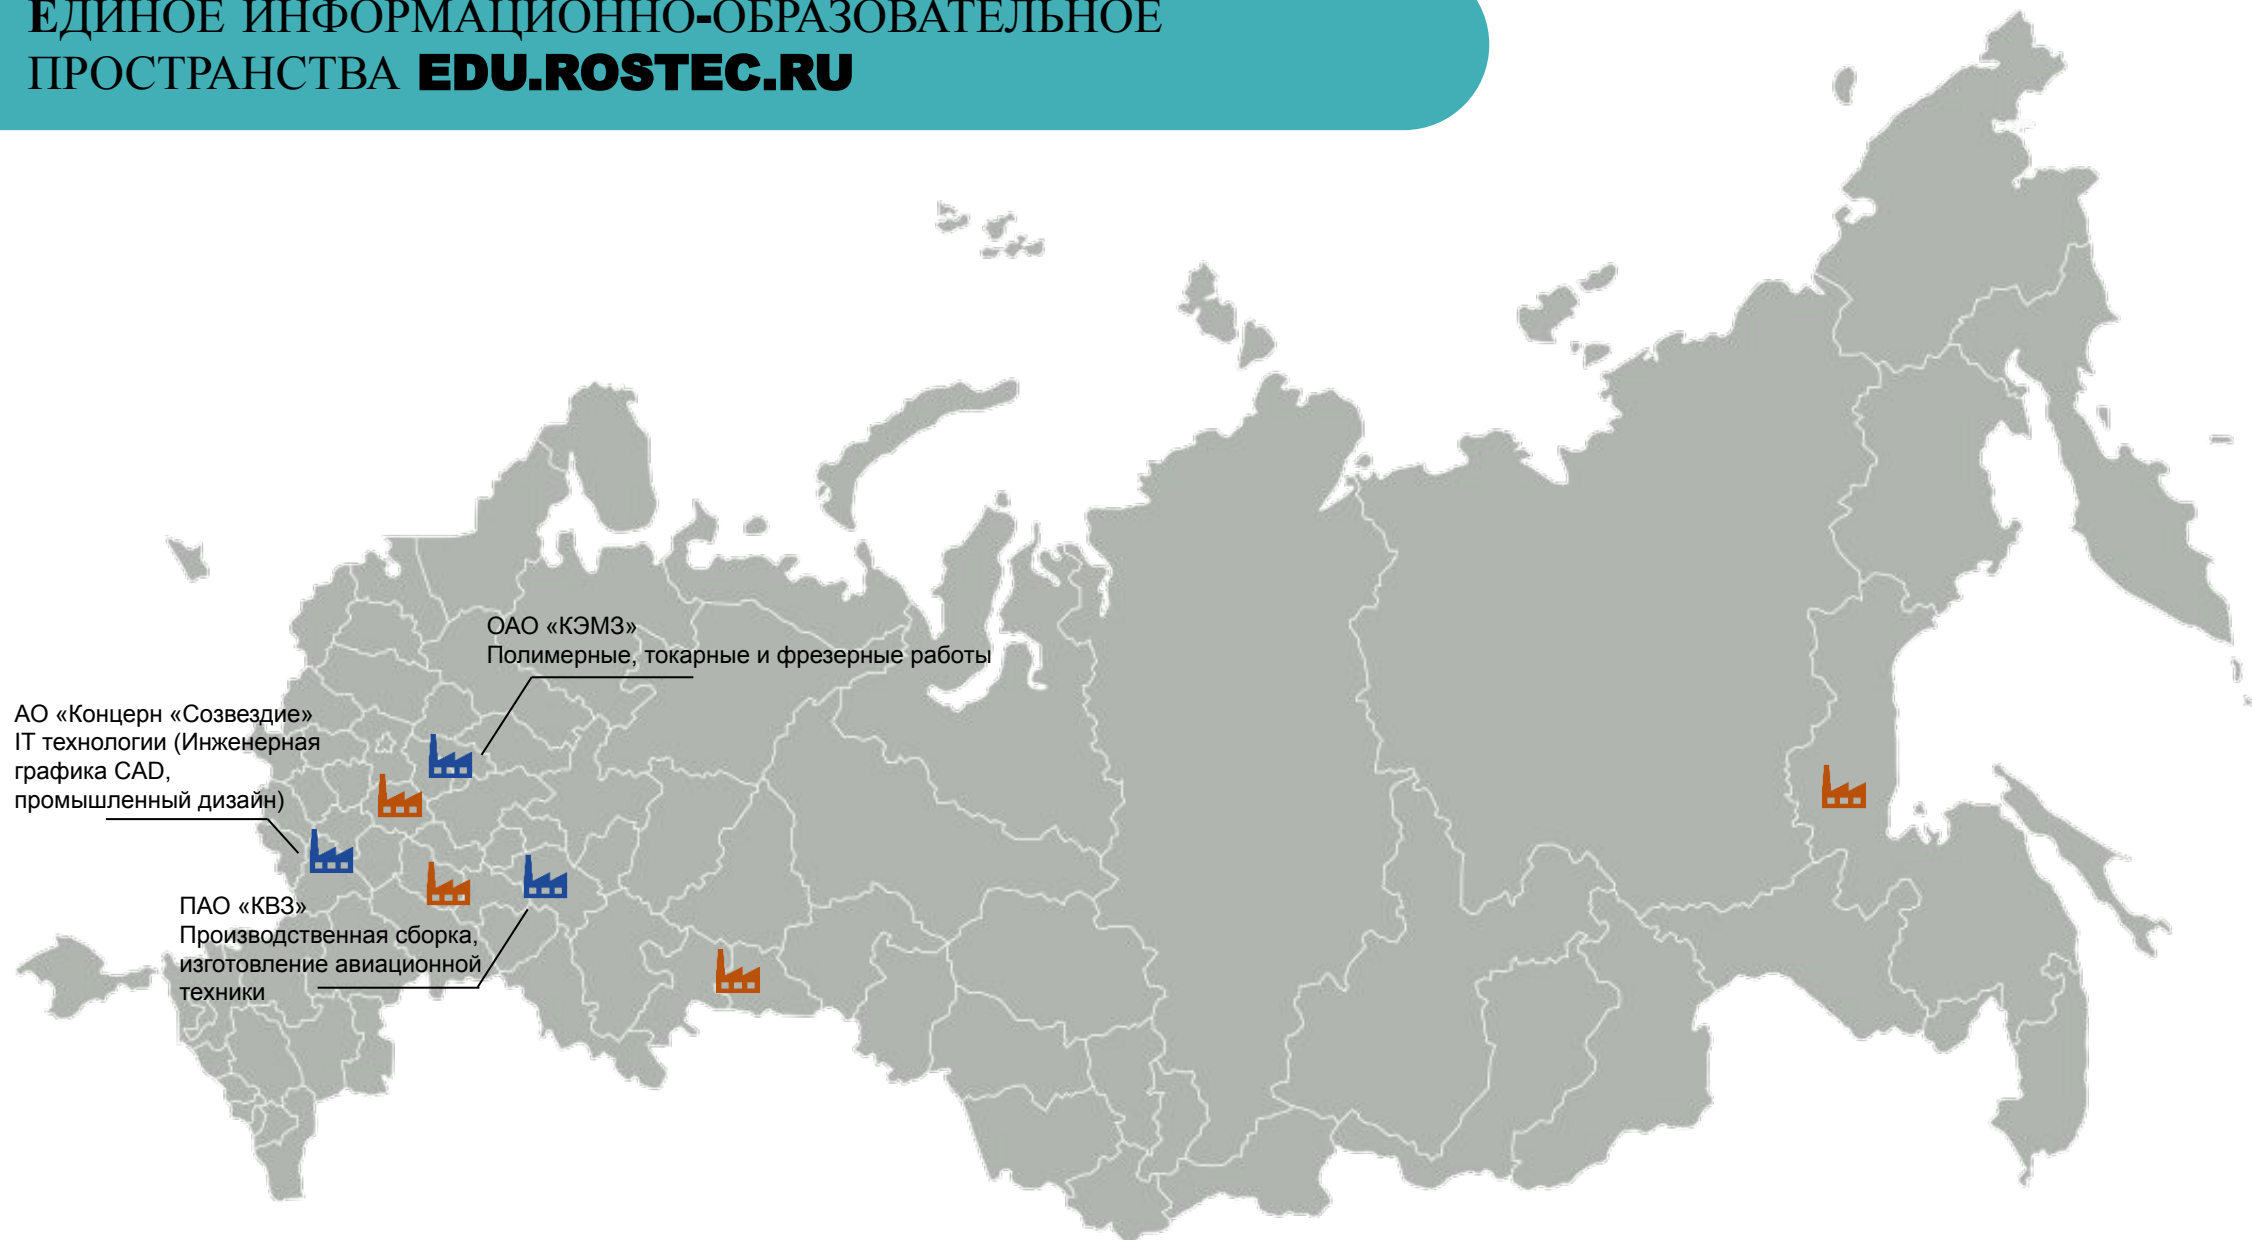 ЕДИНОЕ ИНФОРМАЦИОННО-ОБРАЗОВАТЕЛЬНОЕ
ПРОСТРАНСТВА EDU.ROSTEC.RU
ОАО «КЭМЗ»
Полимерные, токарные и фрезерные работы
АО «Концерн «Созвездие»
IT технологии (Инженерная
графика CAD,
промышленный дизайн)
ПАО «КВЗ»
Производственная сборка,
изготовление авиационной
техники